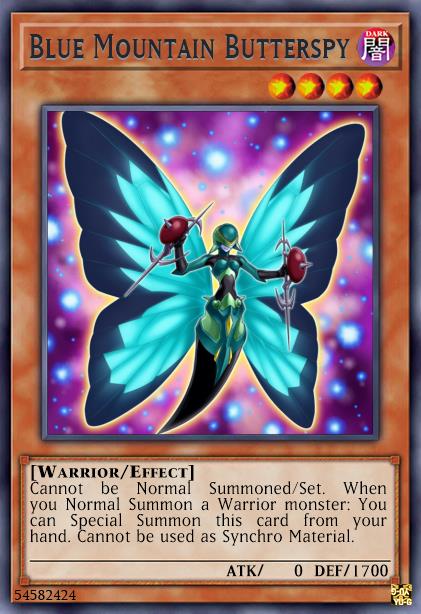 BLUE MOUNTAIN BUTTERSPY
DARK
闇
[WARRIOR/EFFECT]
Cannot be Normal Summoned/Set. When
you Normal Summon a Warrior monster: You
can Special Summon this card from your
hand. Cannot be used as Synchro Material.
ATK/ 0 DEF/1700
54582424